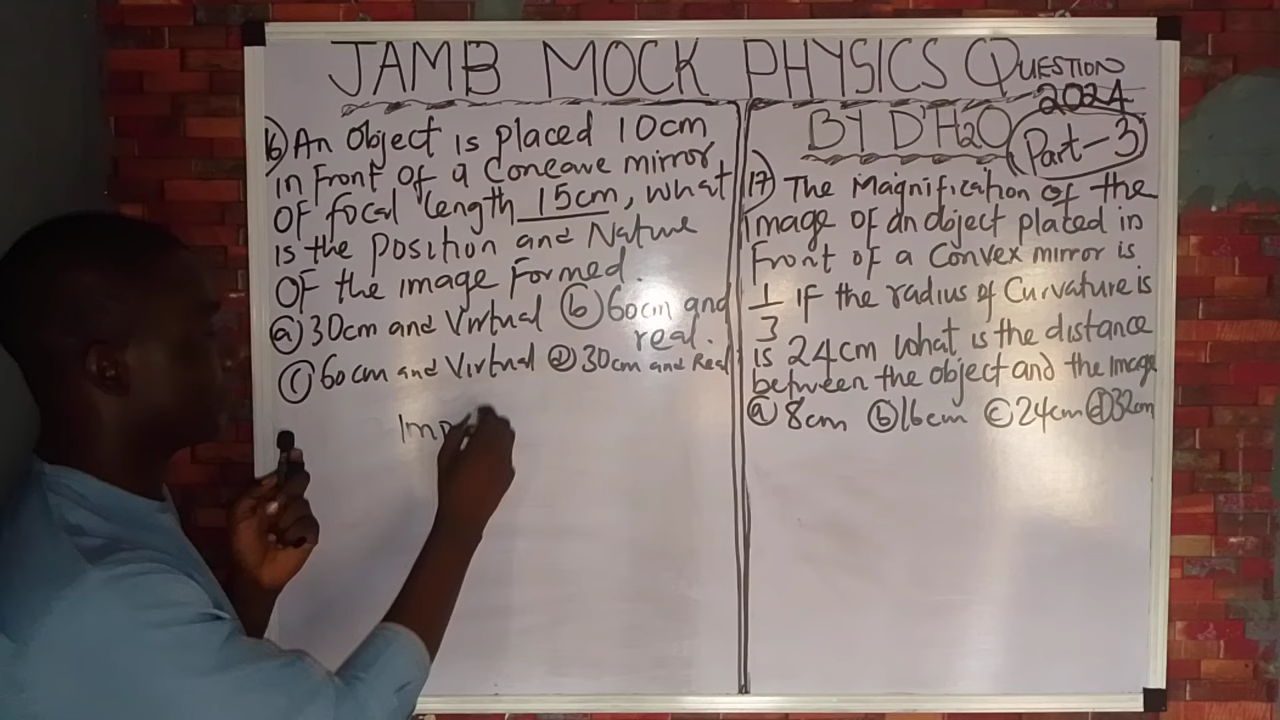 JAMB MOCK PHYSICS QUESTION
2024
BY D'H2O
Part-3
16) An Object is placed 10cm
in Front Of a Concave mirror
OF focal length 15cm, what
is the Position and Nature
OF the image Formed.
(a) 30cm and Virtual (b) 60cm and
real.
(c) 60cm and Virtual (d) 30cm and Real
Imp
17) The Magnification of the
image of an object placed in
Front OF a Convex mirror is
1/3 if the radius of Curvature is
is 24cm what is the distance
between the object and the Image
(a) 8cm (b) 16cm (c) 24cm (d) 32cm